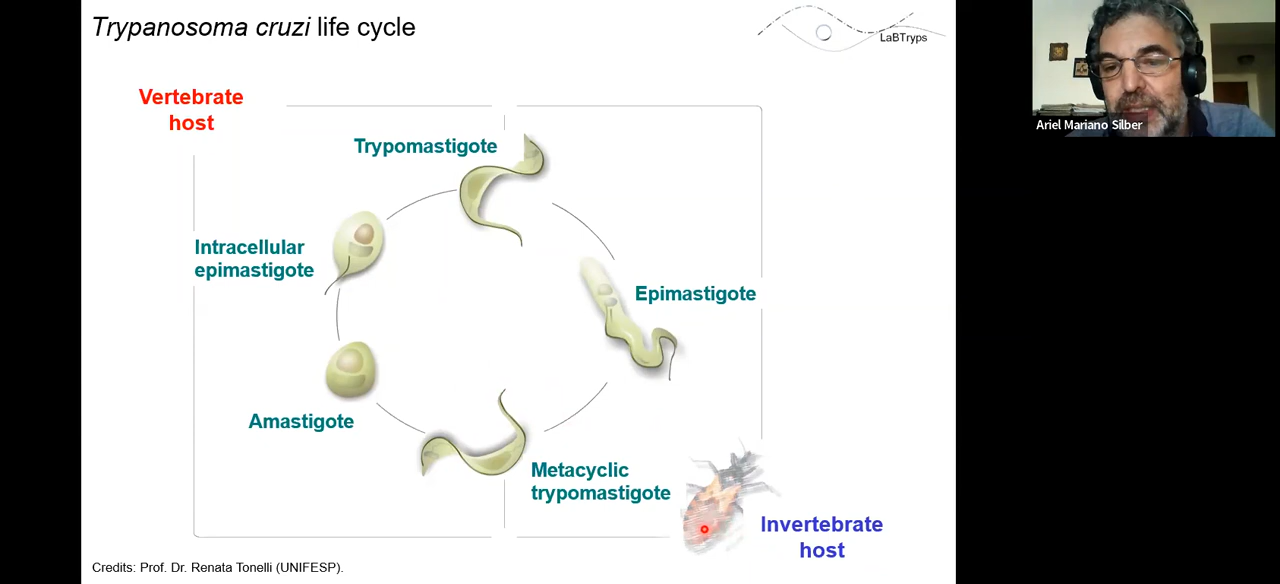 Trypanosoma cruzi life cycle
LaBTryps
Ariel Mariano Silber
Vertebrate
host
Trypomastigote
Intracellular
epimastigote
Epimastigote
Amastigote
Metacyclic
trypomastigote
Invertebrate
host
Credits: Prof. Dr. Renata Tonelli (UNIFESP).